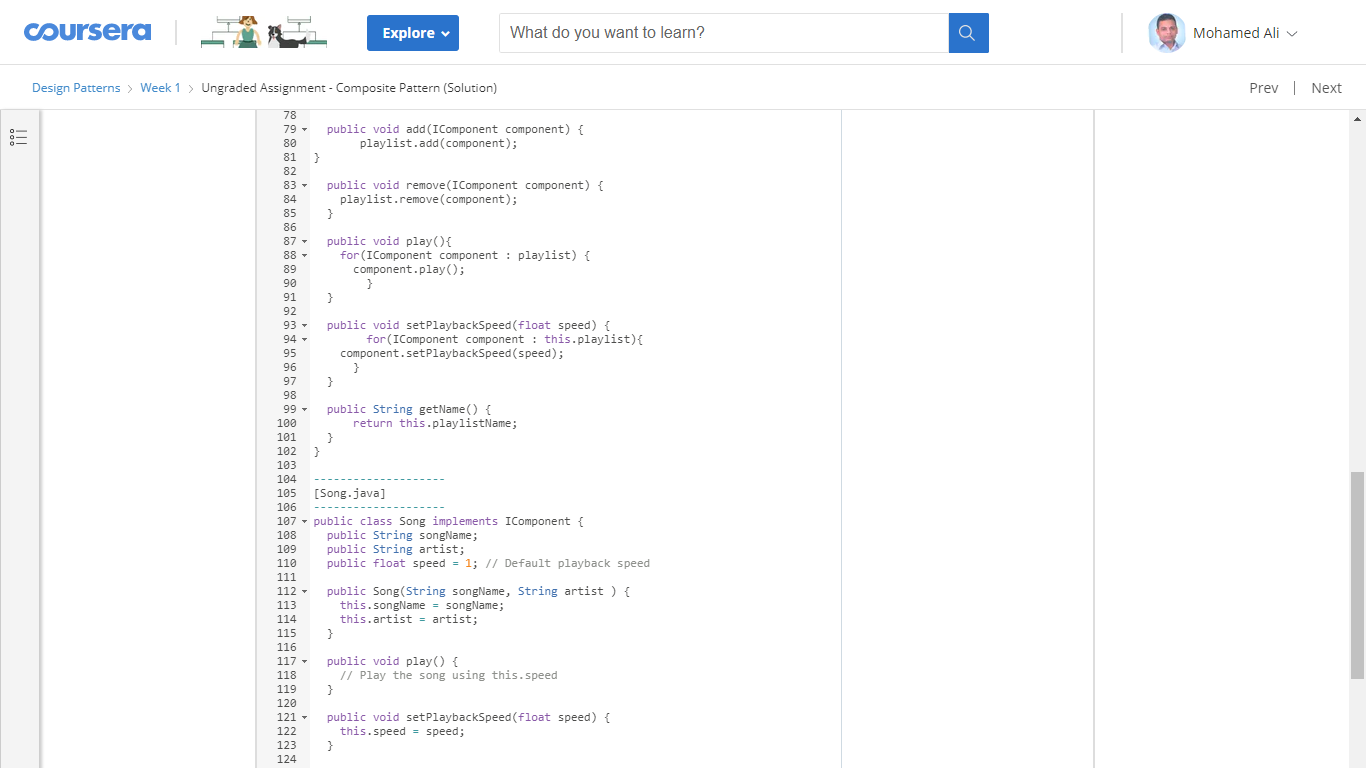 coursera
Explore
What do you want to learn?
Mohamed Ali
Design Patterns > Week 1 > Ungraded Assignment - Composite Pattern (Solution)
Prev | Next
78
79 public void add(IComponent component) {
80 playlist.add(component);
81 }
82
83 public void remove(IComponent component) {
84 playlist.remove(component);
85 }
86
87 public void play(){
88 for(IComponent component : playlist) {
89 component.play();
90 }
91 }
92
93 public void setPlaybackSpeed(float speed) {
94 for(IComponent component : this.playlist){
95 component.setPlaybackSpeed(speed);
96 }
97 }
98
99 public String getName() {
100 return this.playlistName;
101 }
102 }
103
104 --------------------
105 [Song.java]
106 --------------------
107 public class Song implements IComponent {
108 public String songName;
109 public String artist;
110 public float speed = 1; // Default playback speed
111
112 public Song(String songName, String artist ) {
113 this.songName = songName;
114 this.artist = artist;
115 }
116
117 public void play() {
118 // Play the song using this.speed
119 }
120
121 public void setPlaybackSpeed(float speed) {
122 this.speed = speed;
123 }
124